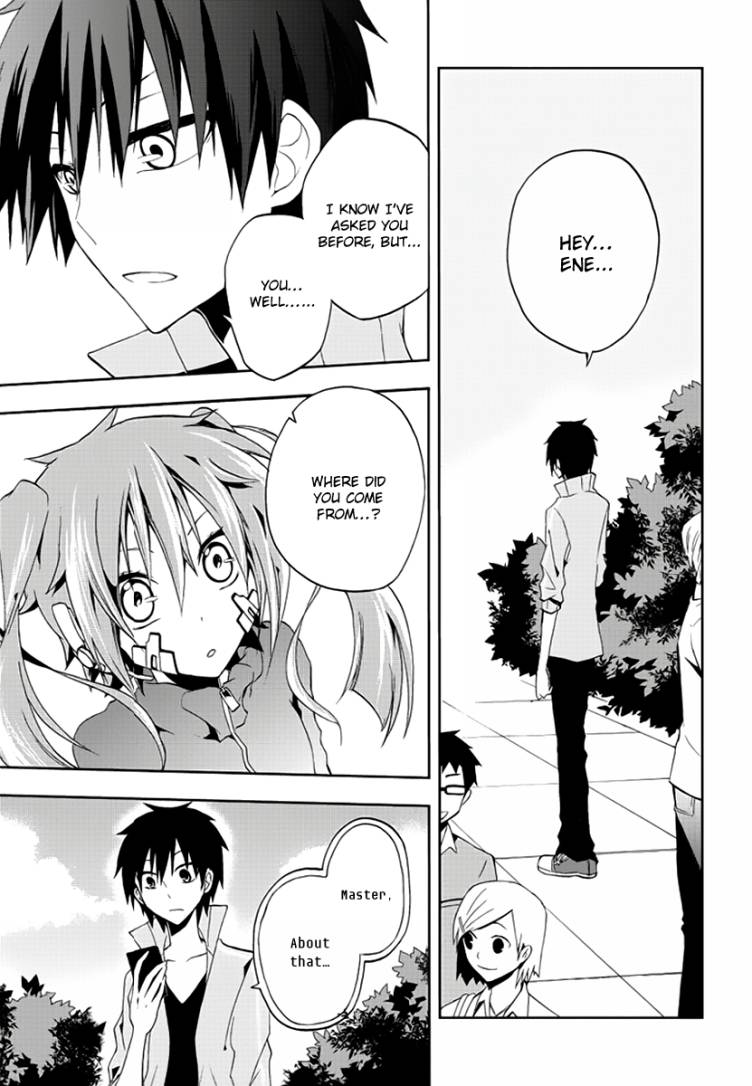 HEY...
ENE...
I KNOW I'VE
ASKED YOU
BEFORE, BUT...
YOU...
WELL......
WHERE DID
YOU COME
FROM...?
Master,
About
that...